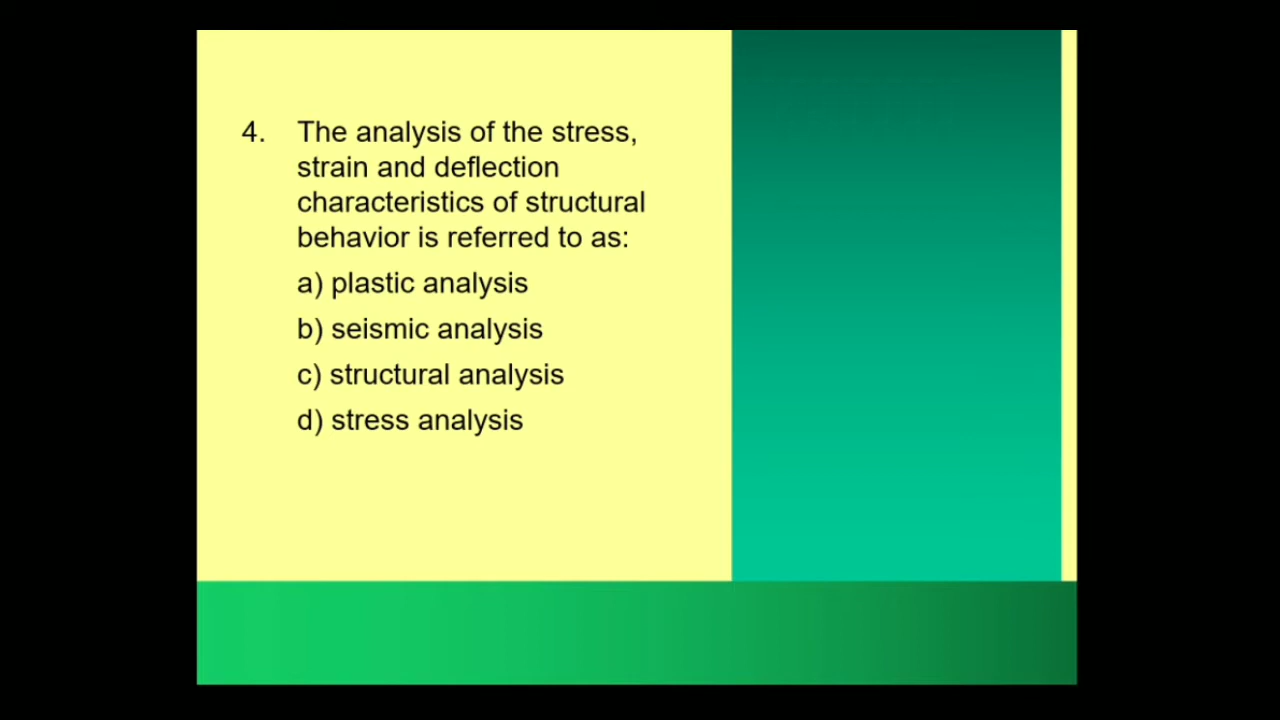 4. The analysis of the stress,
strain and deflection
characteristics of structural
behavior is referred to as:
a) plastic analysis
b) seismic analysis
c) structural analysis
d) stress analysis